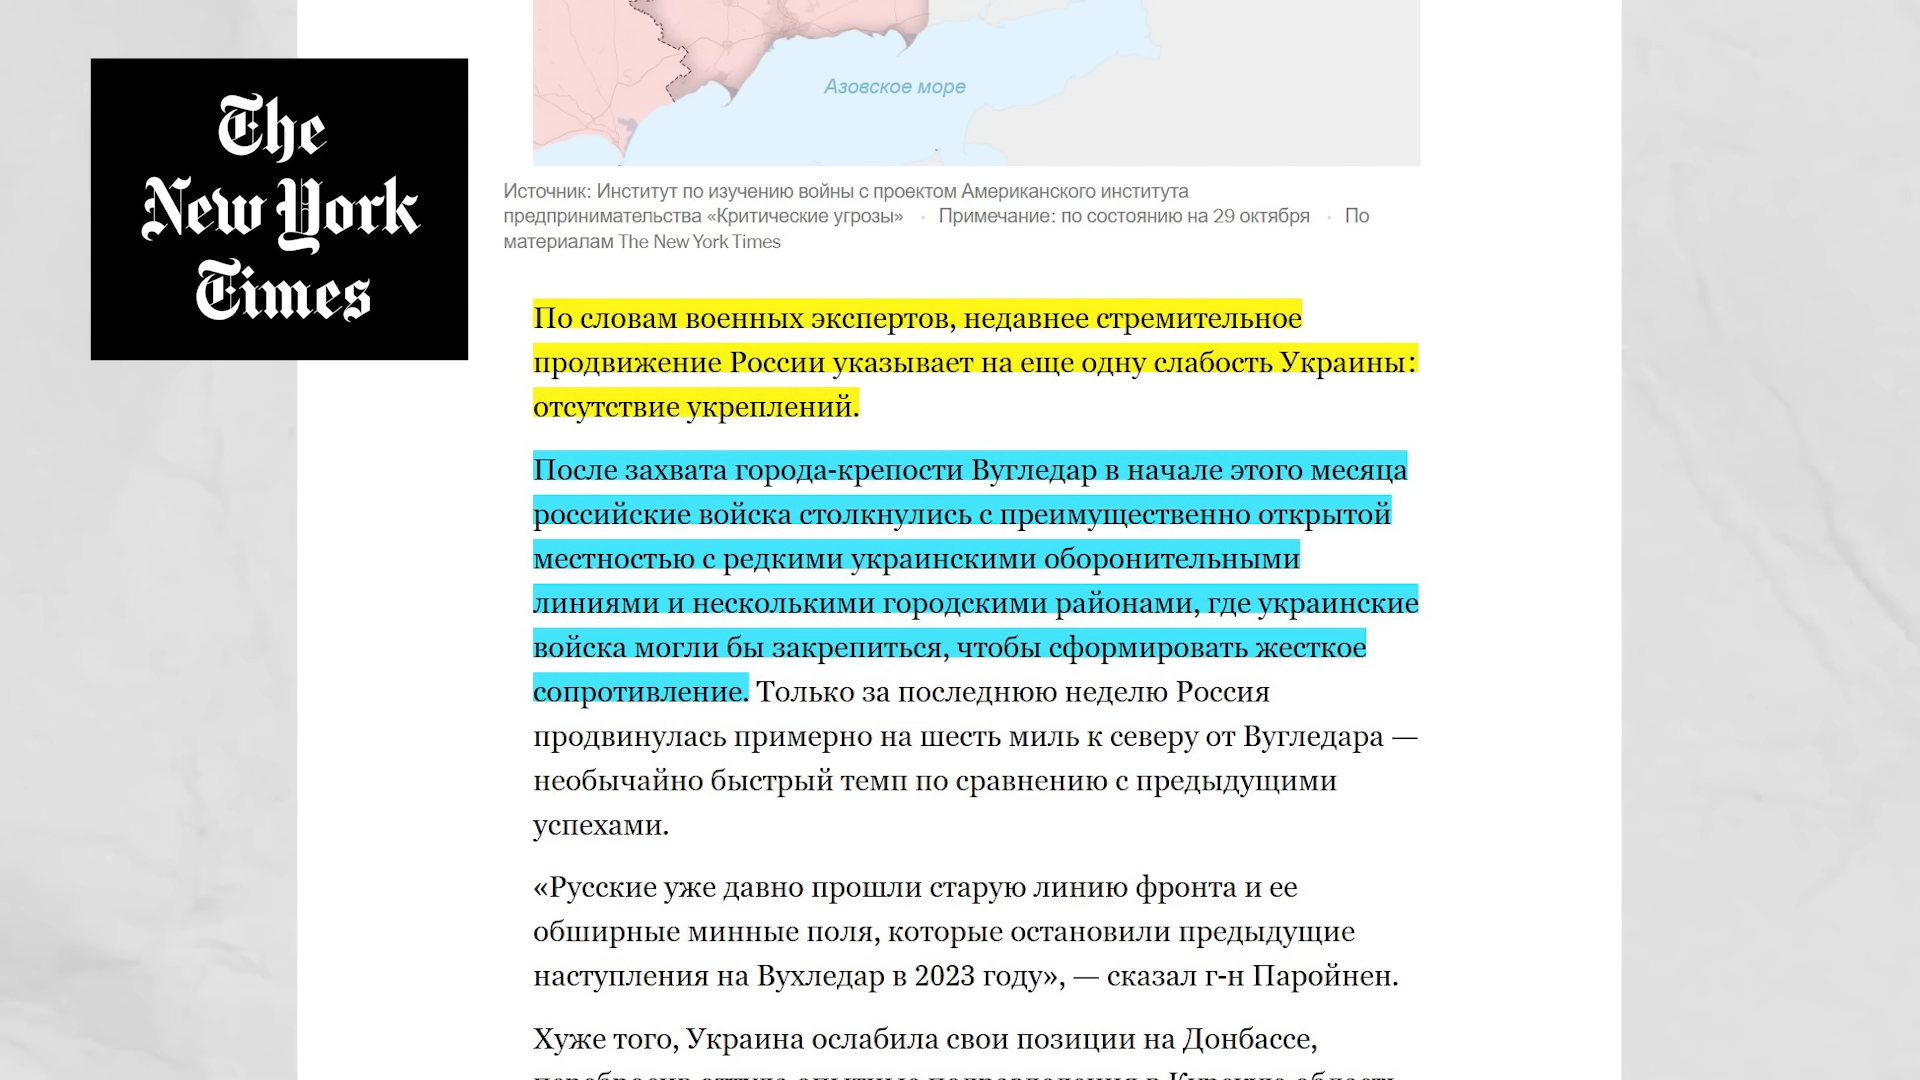 The
New York
Times
Азовское море
Источник: Институт по изучению войны с проектом Американского института
предпринимательства «Критические угрозы» • Примечание: по состоянию на 29 октября • По
материалам The New York Times
По словам военных экспертов, недавнее стремительное
продвижение России указывает на еще одну слабость Украины:
отсутствие укреплений.
После захвата города-крепости Вугледар в начале этого месяца
российские войска столкнулись с преимущественно открытой
местностью с редкими украинскими оборонительными
линиями и несколькими городскими районами, где украинские
войска могли бы закрепиться, чтобы сформировать жесткое
сопротивление. Только за последнюю неделю Россия
продвинулась примерно на шесть миль к северу от Вугледара —
необычайно быстрый темп по сравнению с предыдущими
успехами.
«Русские уже давно прошли старую линию фронта и ее
обширные минные поля, которые остановили предыдущие
наступления на Вухледар в 2023 году», — сказал г-н Паройнен.
Хуже того, Украина ослабила свои позиции на Донбассе,
перебросив оттуда опытные подразделения в Курскую область